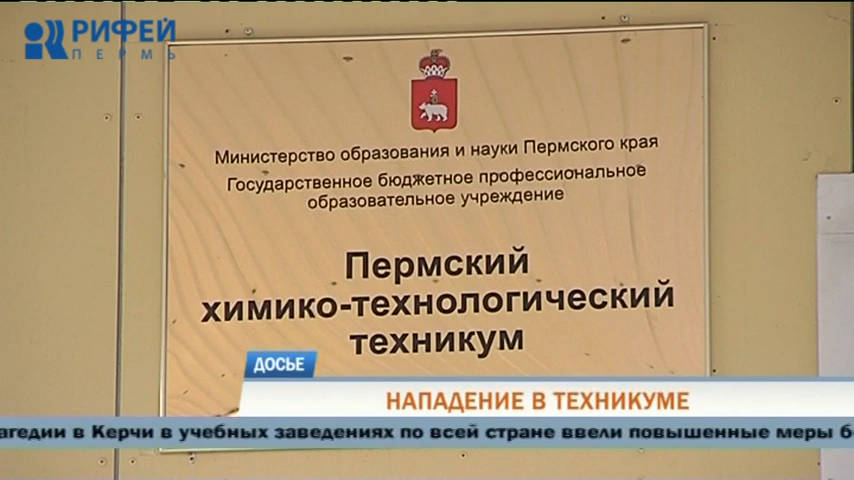 РИФЕЙ
ПЕРМЬ
Министерство образования и науки Пермского края
Государственное бюджетное профессиональное
образовательное учреждение
Пермский
химико-технологический
техникум
ДОСЬЕ
НАПАДЕНИЕ В ТЕХНИКУМЕ
агедии в Керчи в учебных заведениях по всей стране ввели повышенные меры б